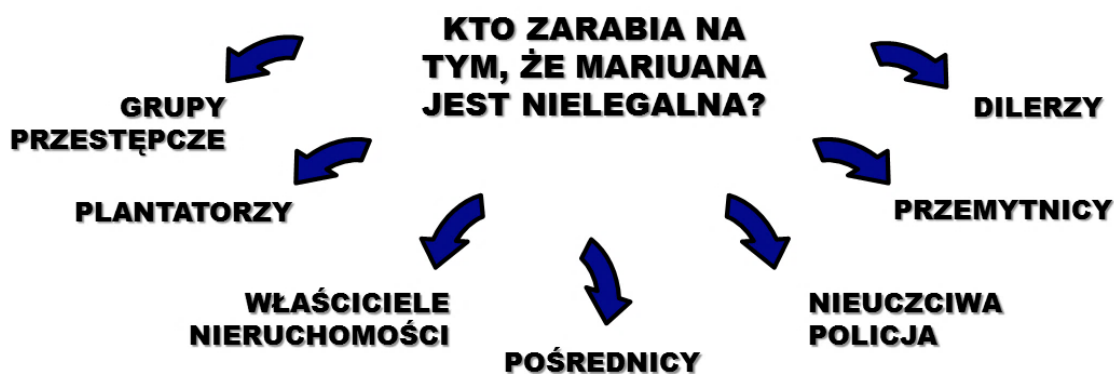 KTO ZARABIA NA
TYM, ŻE MARIUANA
JEST NIELEGALNA?
GRUPY
PRZESTĘPCZE
PLANTATORZY
WŁAŚCICIELE
NIERUCHOMOŚCI
POŚREDNICY
NIEUCZCIWA
POLICJA
PRZEMYTNICY
DILERZY